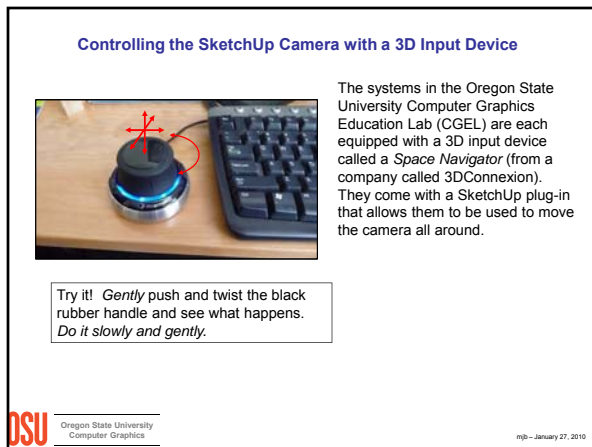 Controlling the SketchUp Camera with a 3D Input Device
The systems in the Oregon State
University Computer Graphics
Education Lab (CGEL) are each
equipped with a 3D input device
called a Space Navigator (from a
company called 3DConnexion).
They come with a SketchUp plug-in
that allows them to be used to move
the camera all around.
Try it! Gently push and twist the black
rubber handle and see what happens.
Do it slowly and gently.
OSU
Oregon State University
Computer Graphics
mjb – January 27, 2010